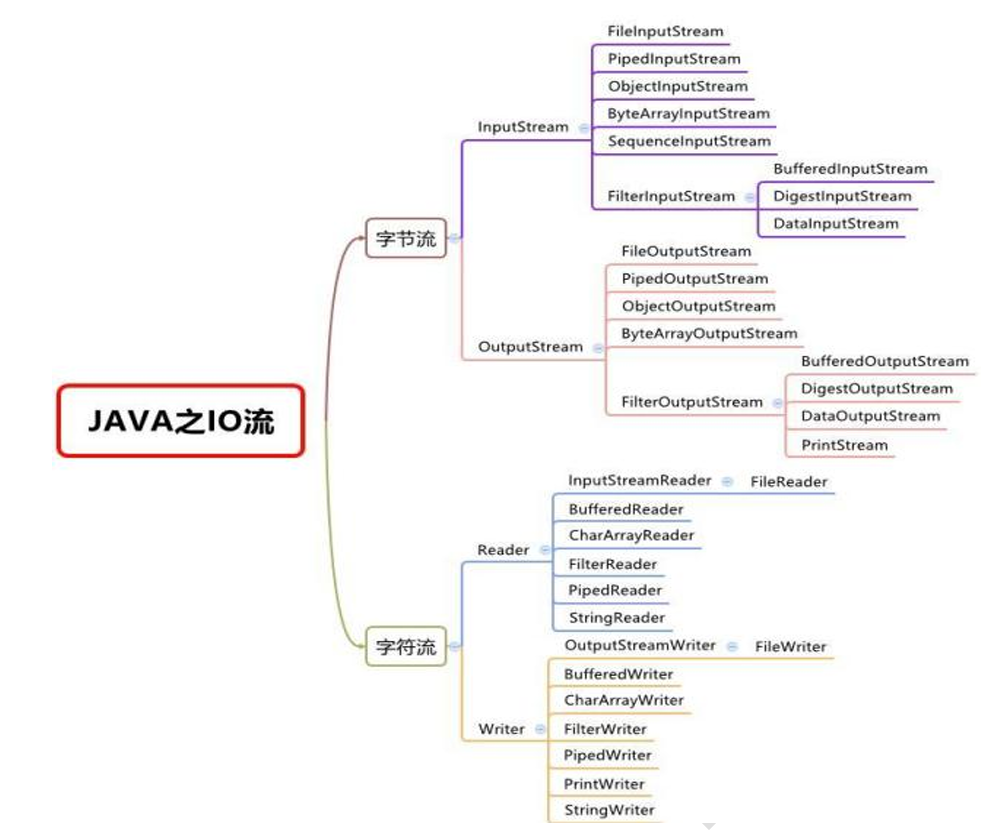 JAVA之IO流
字节流
InputStream
FileInputStream
PipedInputStream
ObjectInputStream
ByteArrayInputStream
SequenceInputStream
FilterInputStream
BufferedInputStream
DigestInputStream
DataInputStream
OutputStream
FileOutputStream
PipedOutputStream
ObjectOutputStream
ByteArrayOutputStream
FilterOutputStream
BufferedOutputStream
DigestOutputStream
DataOutputStream
PrintStream
字符流
Reader
InputStreamReader
FileReader
BufferedReader
CharArrayReader
FilterReader
PipedReader
StringReader
Writer
OutputStreamWriter
FileWriter
BufferedWriter
CharArrayWriter
FilterWriter
PipedWriter
PrintWriter
StringWriter